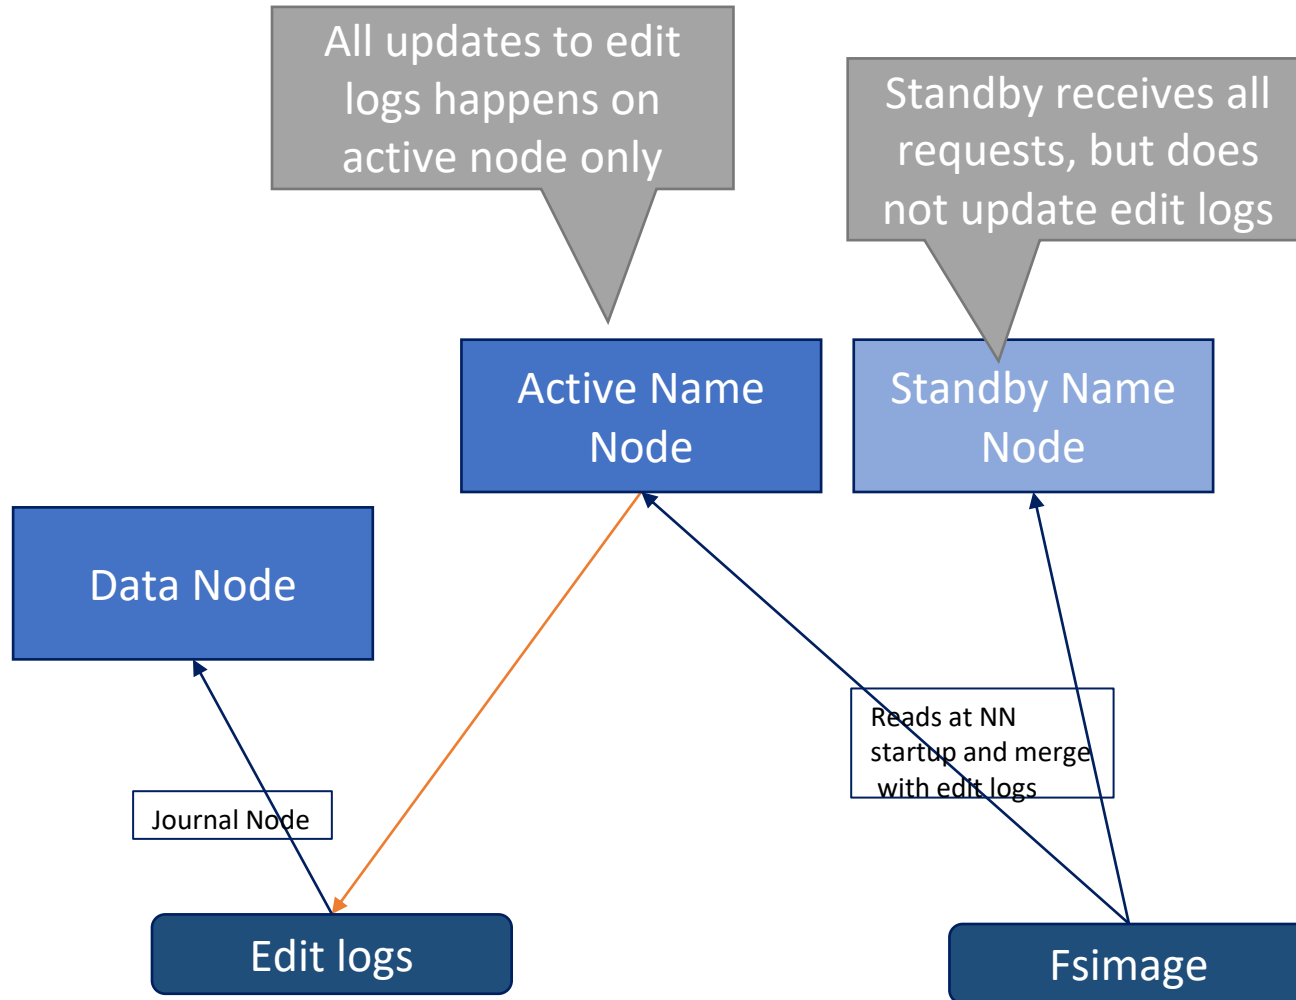 All updates to edit
logs happens on
active node only
Standby receives all
requests, but does
not update edit logs
Active Name
Node
Standby Name
Node
Data Node
Reads at NN
startup and merge
with edit logs
Journal Node
Edit logs
Fsimage